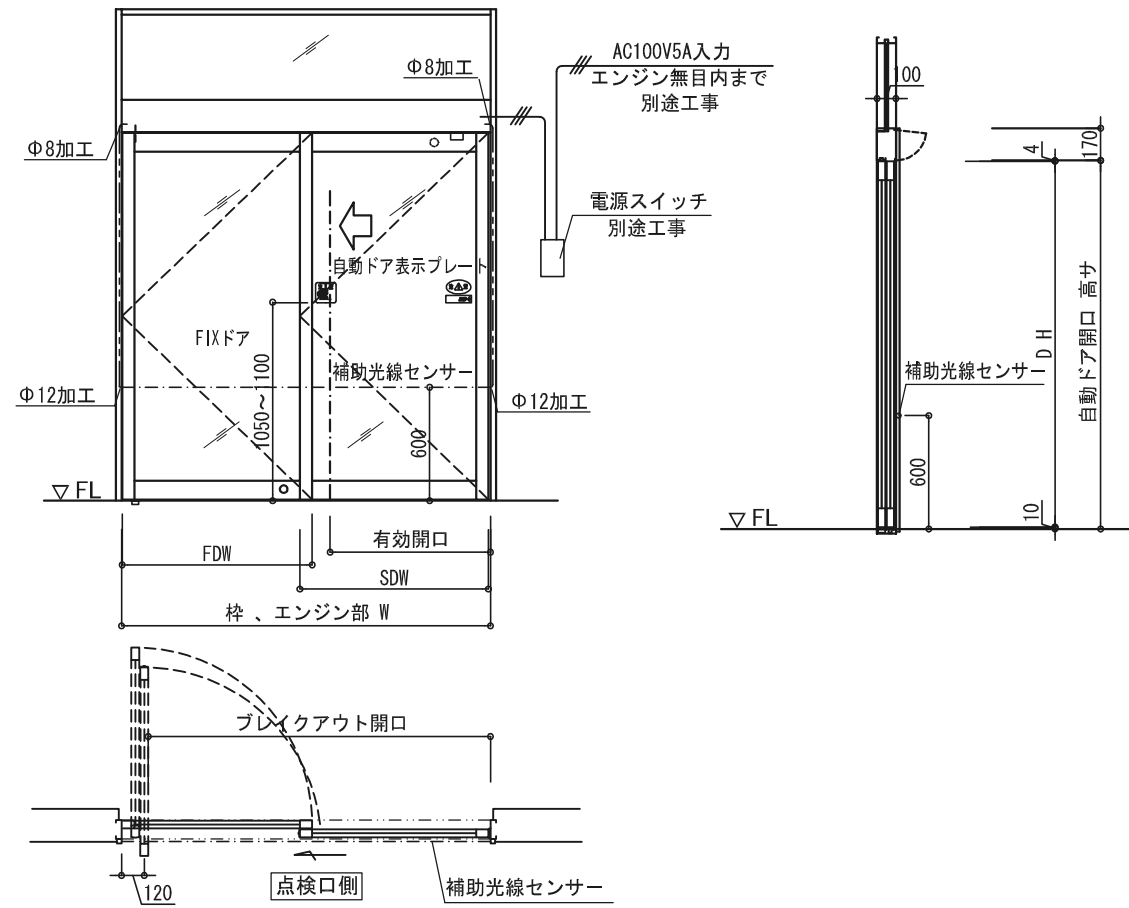 AC100V5A入力
エンジン無目内まで
別途工事
Φ8加工
Φ8加工
電源スイッチ
別途工事
自動ドア表示プレート
FIXドア
補助光線センサー
1050～1100
600
Φ12加工
Φ12加工
▽ FL
有効開口
FDW
SDW
枠 、エンジン部 W
100
4
170
自動ドア開口 高サ
D H
補助光線センサー
600
10
▽ FL
ブレイクアウト開口
120
点検口側
補助光線センサー